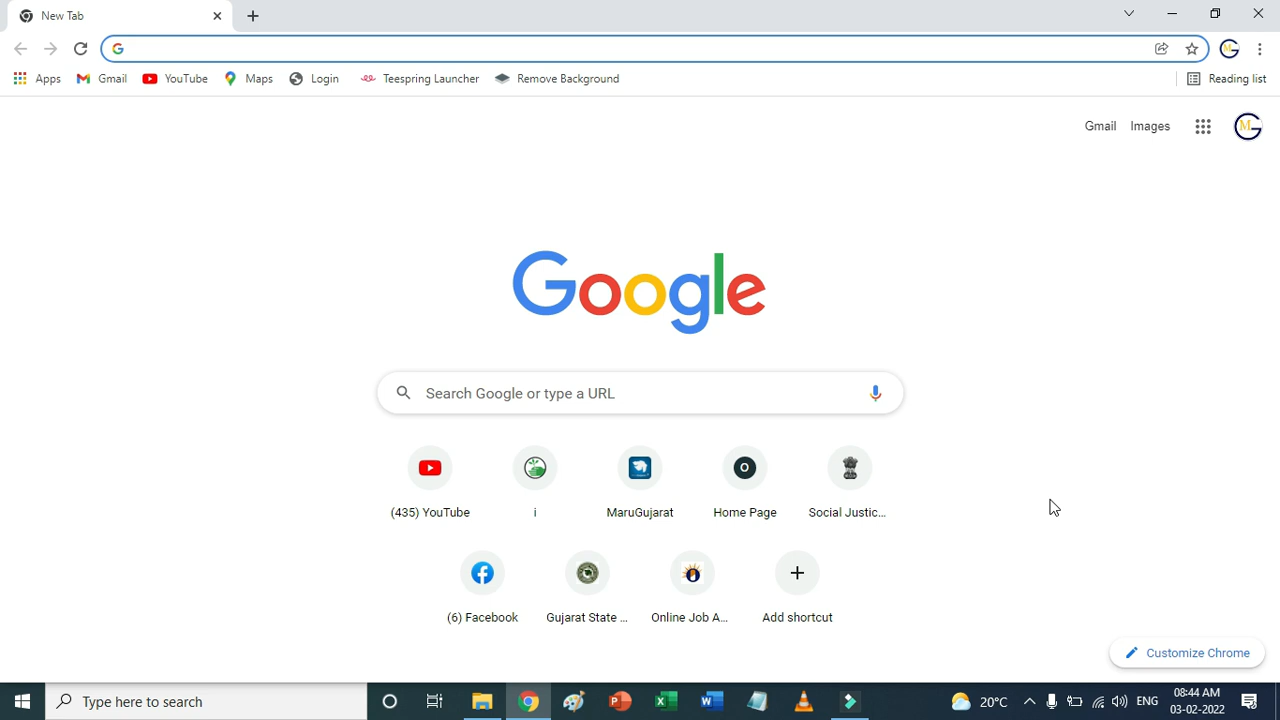 New Tab
Apps Gmail YouTube Maps Login Teespring Launcher Remove Background Reading list
Gmail Images
Google
Search Google or type a URL
(435) YouTube i MaruGujarat Home Page Social Justic...
(6) Facebook Gujarat State ... Online Job A... Add shortcut
Customize Chrome
Type here to search 20°C ENG 08:44 AM
03-02-2022